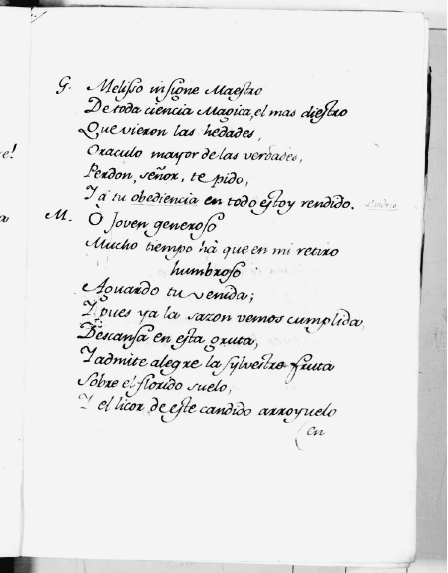 G. Melisso insigne Maestro
De toda ciencia Magica, el mas diestro
Que vieron las hedades,
Oraculo mayor de las verdades,
Perdon, señor, te pido,
Y â tu obediencia en todo estoy rendido.
M. Ò Joven generoso
Mucho tiempo hà que en mi retiro
humbroso
Aguardo tu venida;
Y pues ya la sazon vemos cumplida,
Descansa en esta gruta,
Y admite alegre la sylvestre fruta
Sobre el florido suelo,
Y el licor de este candido arroyuelo
(en
e!
a